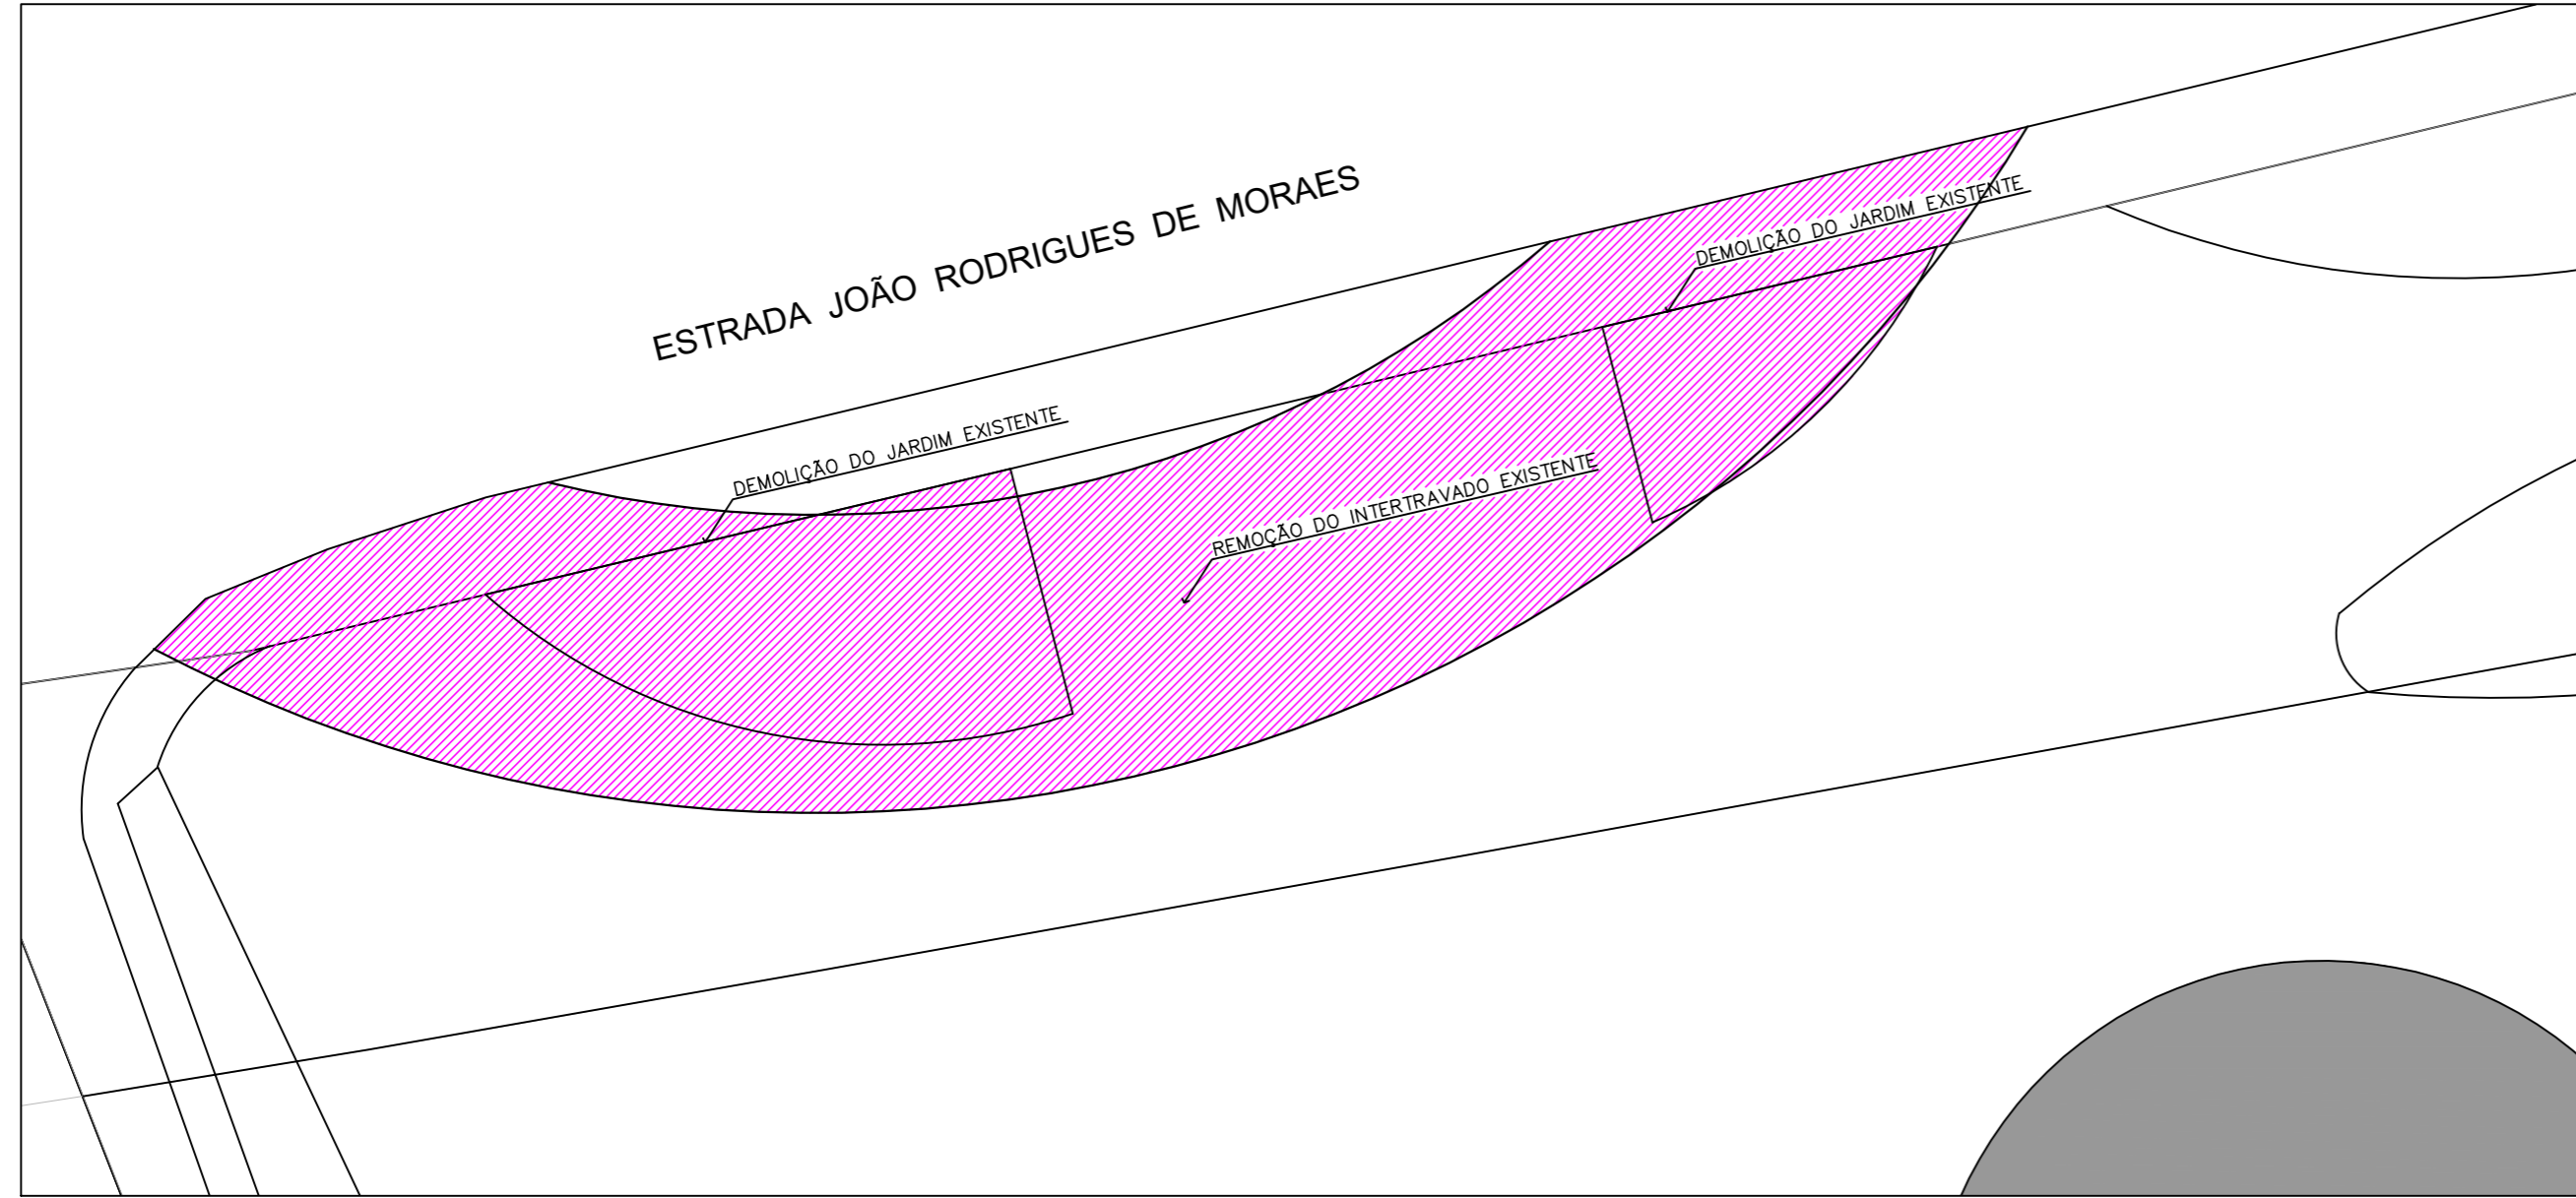 ESTRADA JOÃO RODRIGUES DE MORAES
DEMOLIÇÃO DO JARDIM EXISTENTE
DEMOLIÇÃO DO JARDIM EXISTENTE
REMOÇÃO DO INTERTRAVADO EXISTENTE